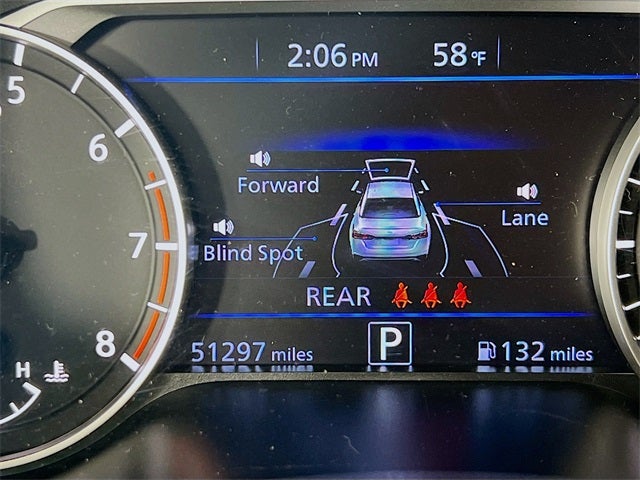 2:06 PM 58 °F
5
6
7
8
H
Forward
Lane
Blind Spot
REAR
51297 miles P 132 miles